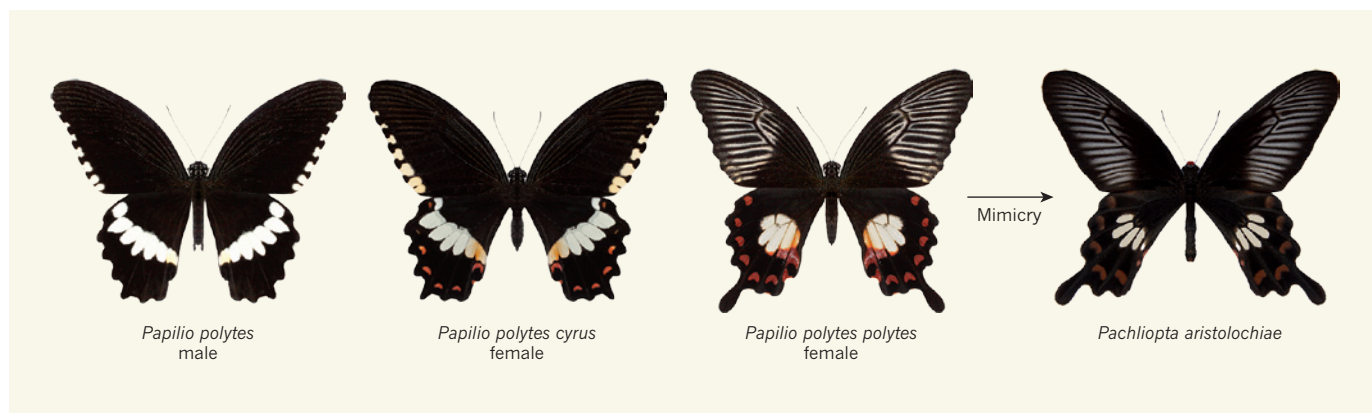 Mimicry
Papilio polytes
male
Papilio polytes cyrus
female
Papilio polytes polytes
female
Pachliopta aristolochiae